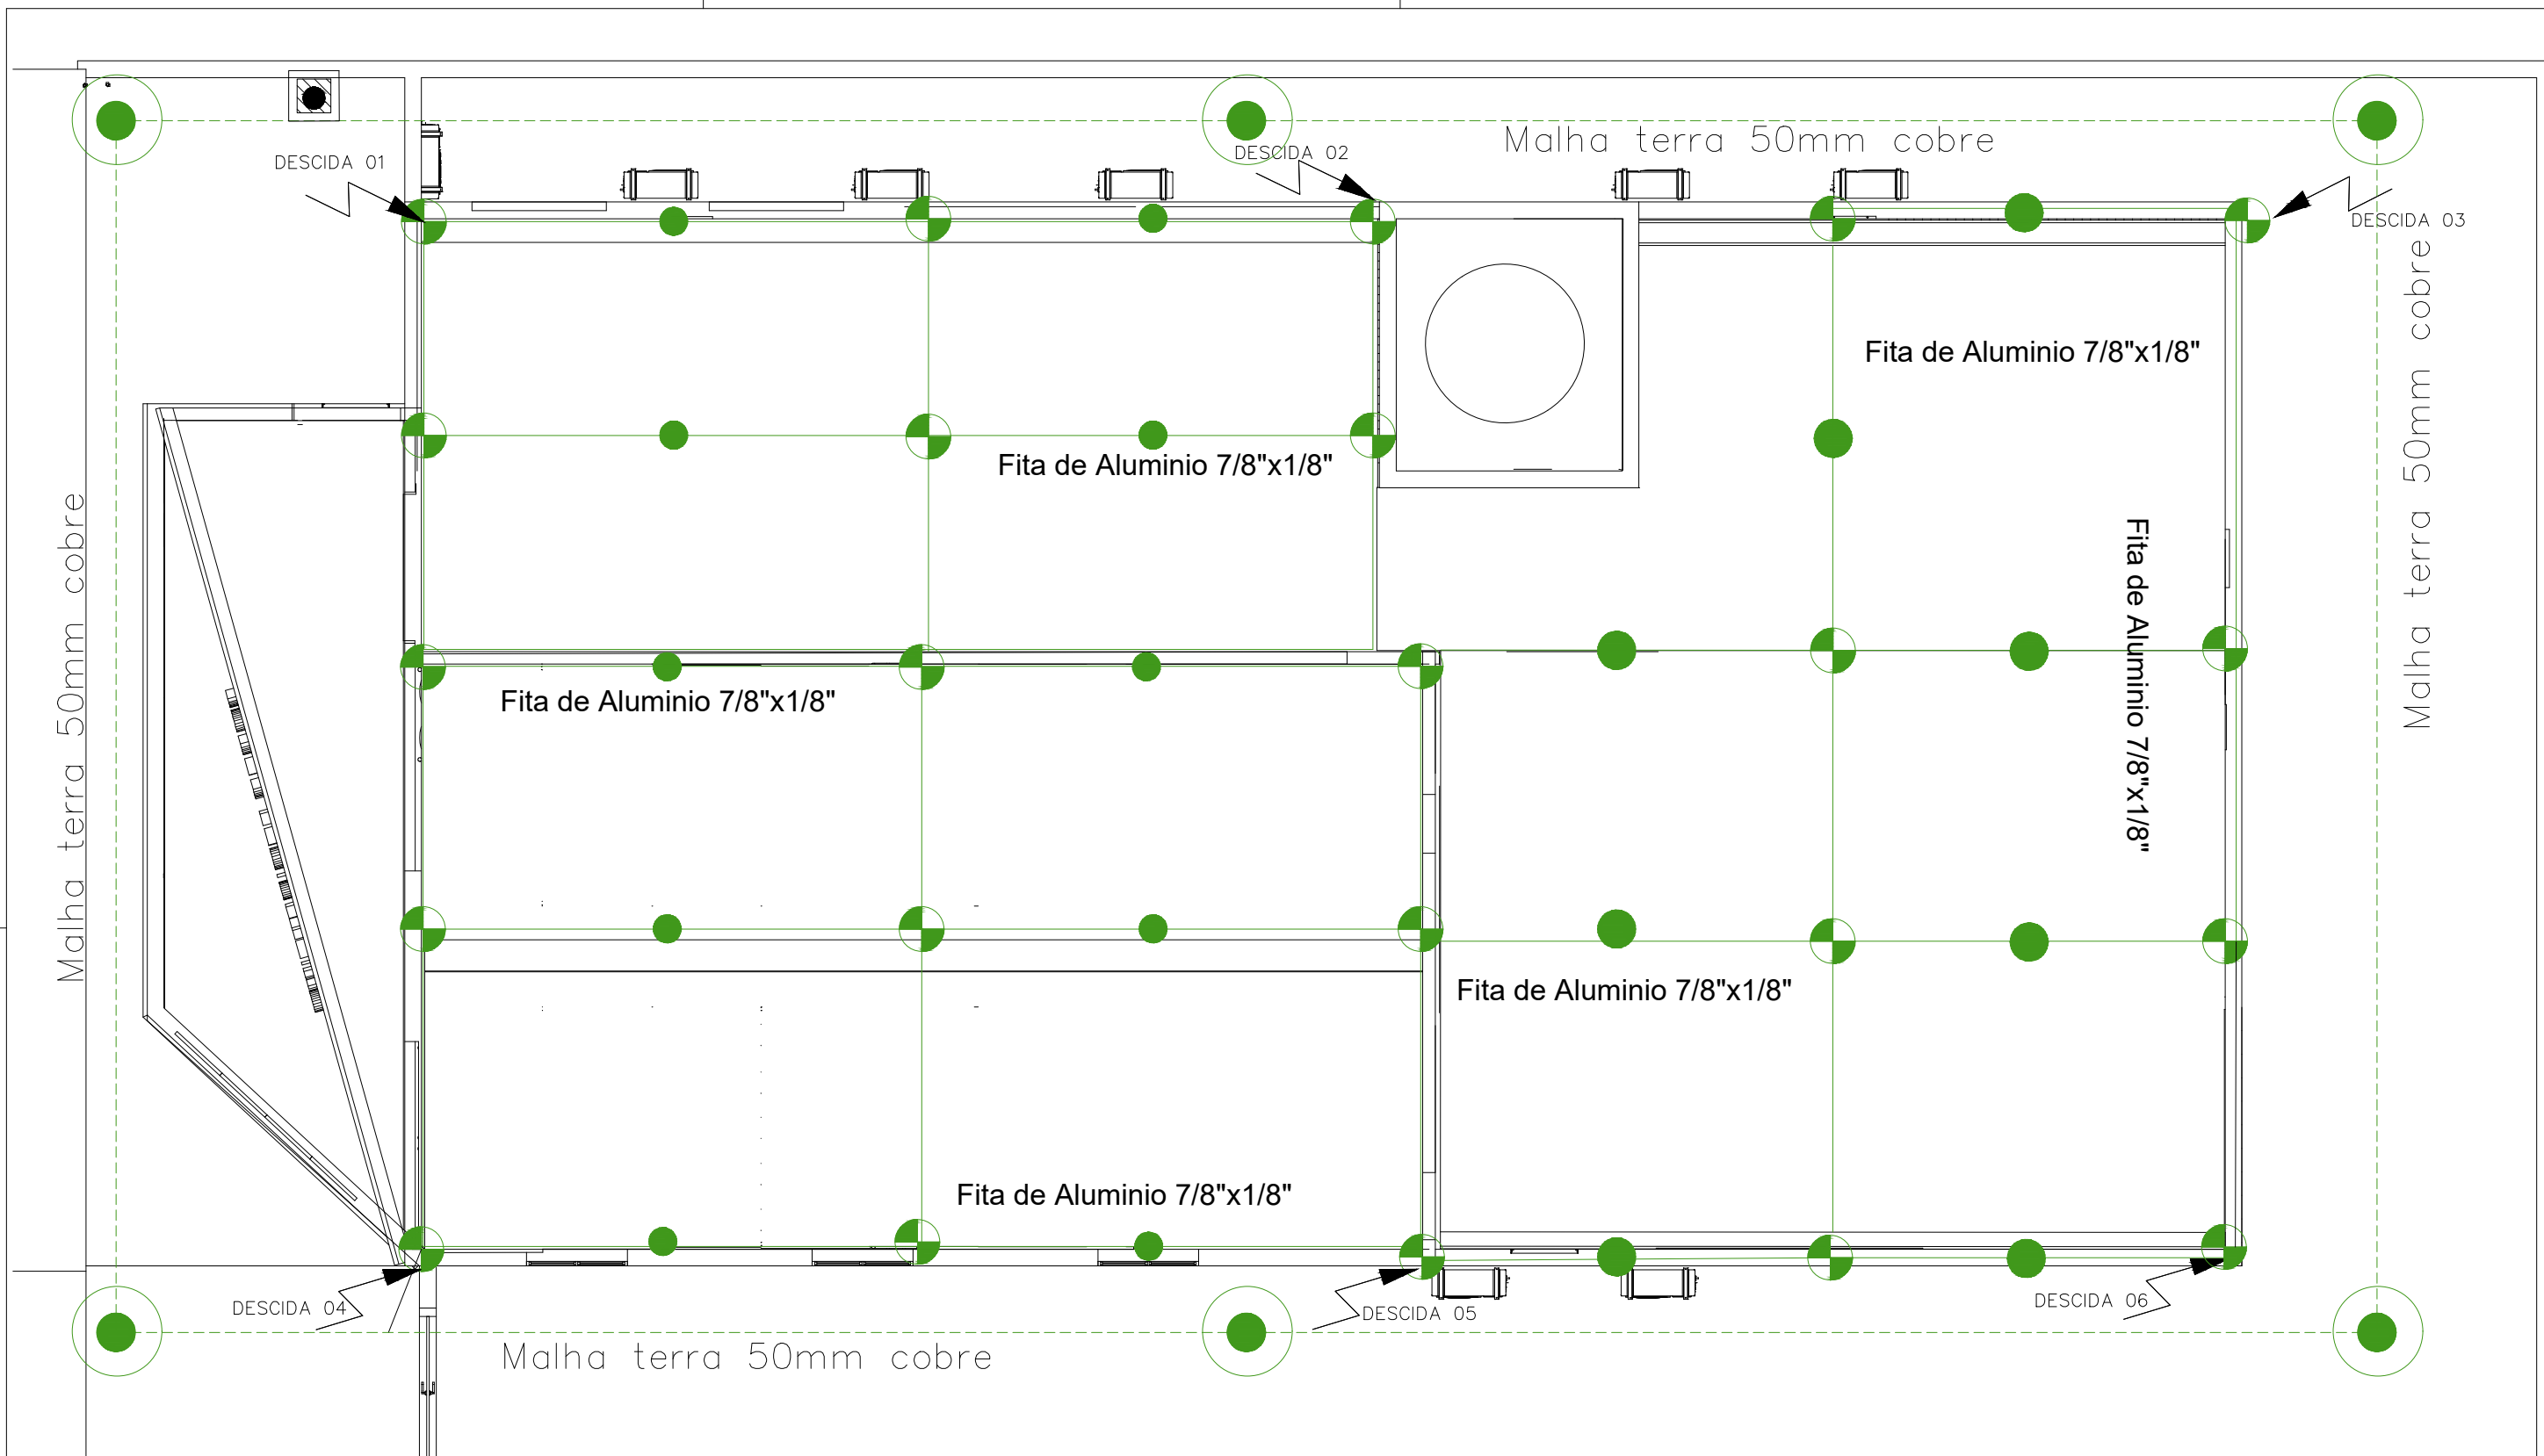 Malha terra 50mm cobre
DESCIDA 01
DESCIDA 02
DESCIDA 03
Fita de Aluminio 7/8"x1/8"
Malha terra 50mm cobre
Fita de Aluminio 7/8"x1/8"
Malha terra 50mm cobre
Fita de Aluminio 7/8"x1/8"
Fita de Aluminio 7/8"x1/8"
Fita de Aluminio 7/8"x1/8"
Fita de Aluminio 7/8"x1/8"
DESCIDA 04
DESCIDA 05
DESCIDA 06
Malha terra 50mm cobre